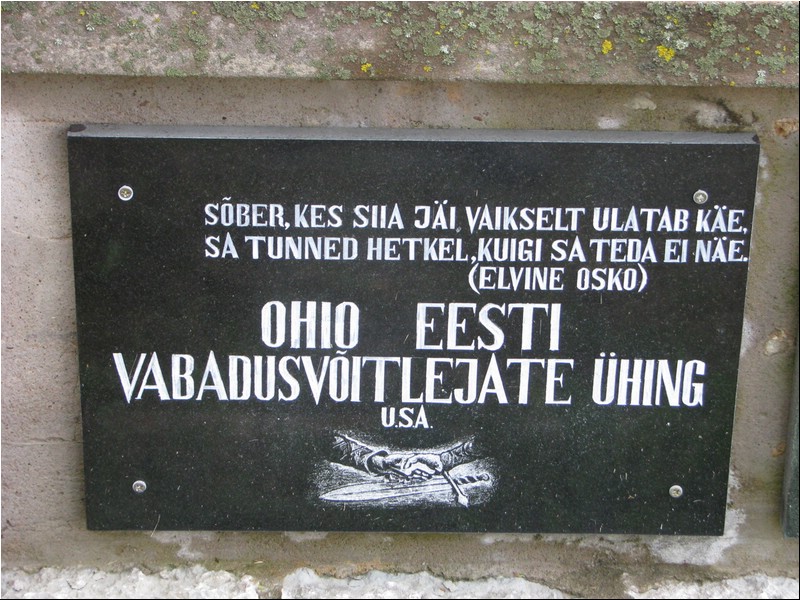 SÕBER, KES SIIA JÄI, VAIKSELT ULATAB KÄE,
SA TUNNED HETKEL, KUIGI SA TEDA EI NÄE.
(ELVINE OSKO)
OHIO EESTI
VABADUSVÕITLEJATE ÜHING
U.S.A.